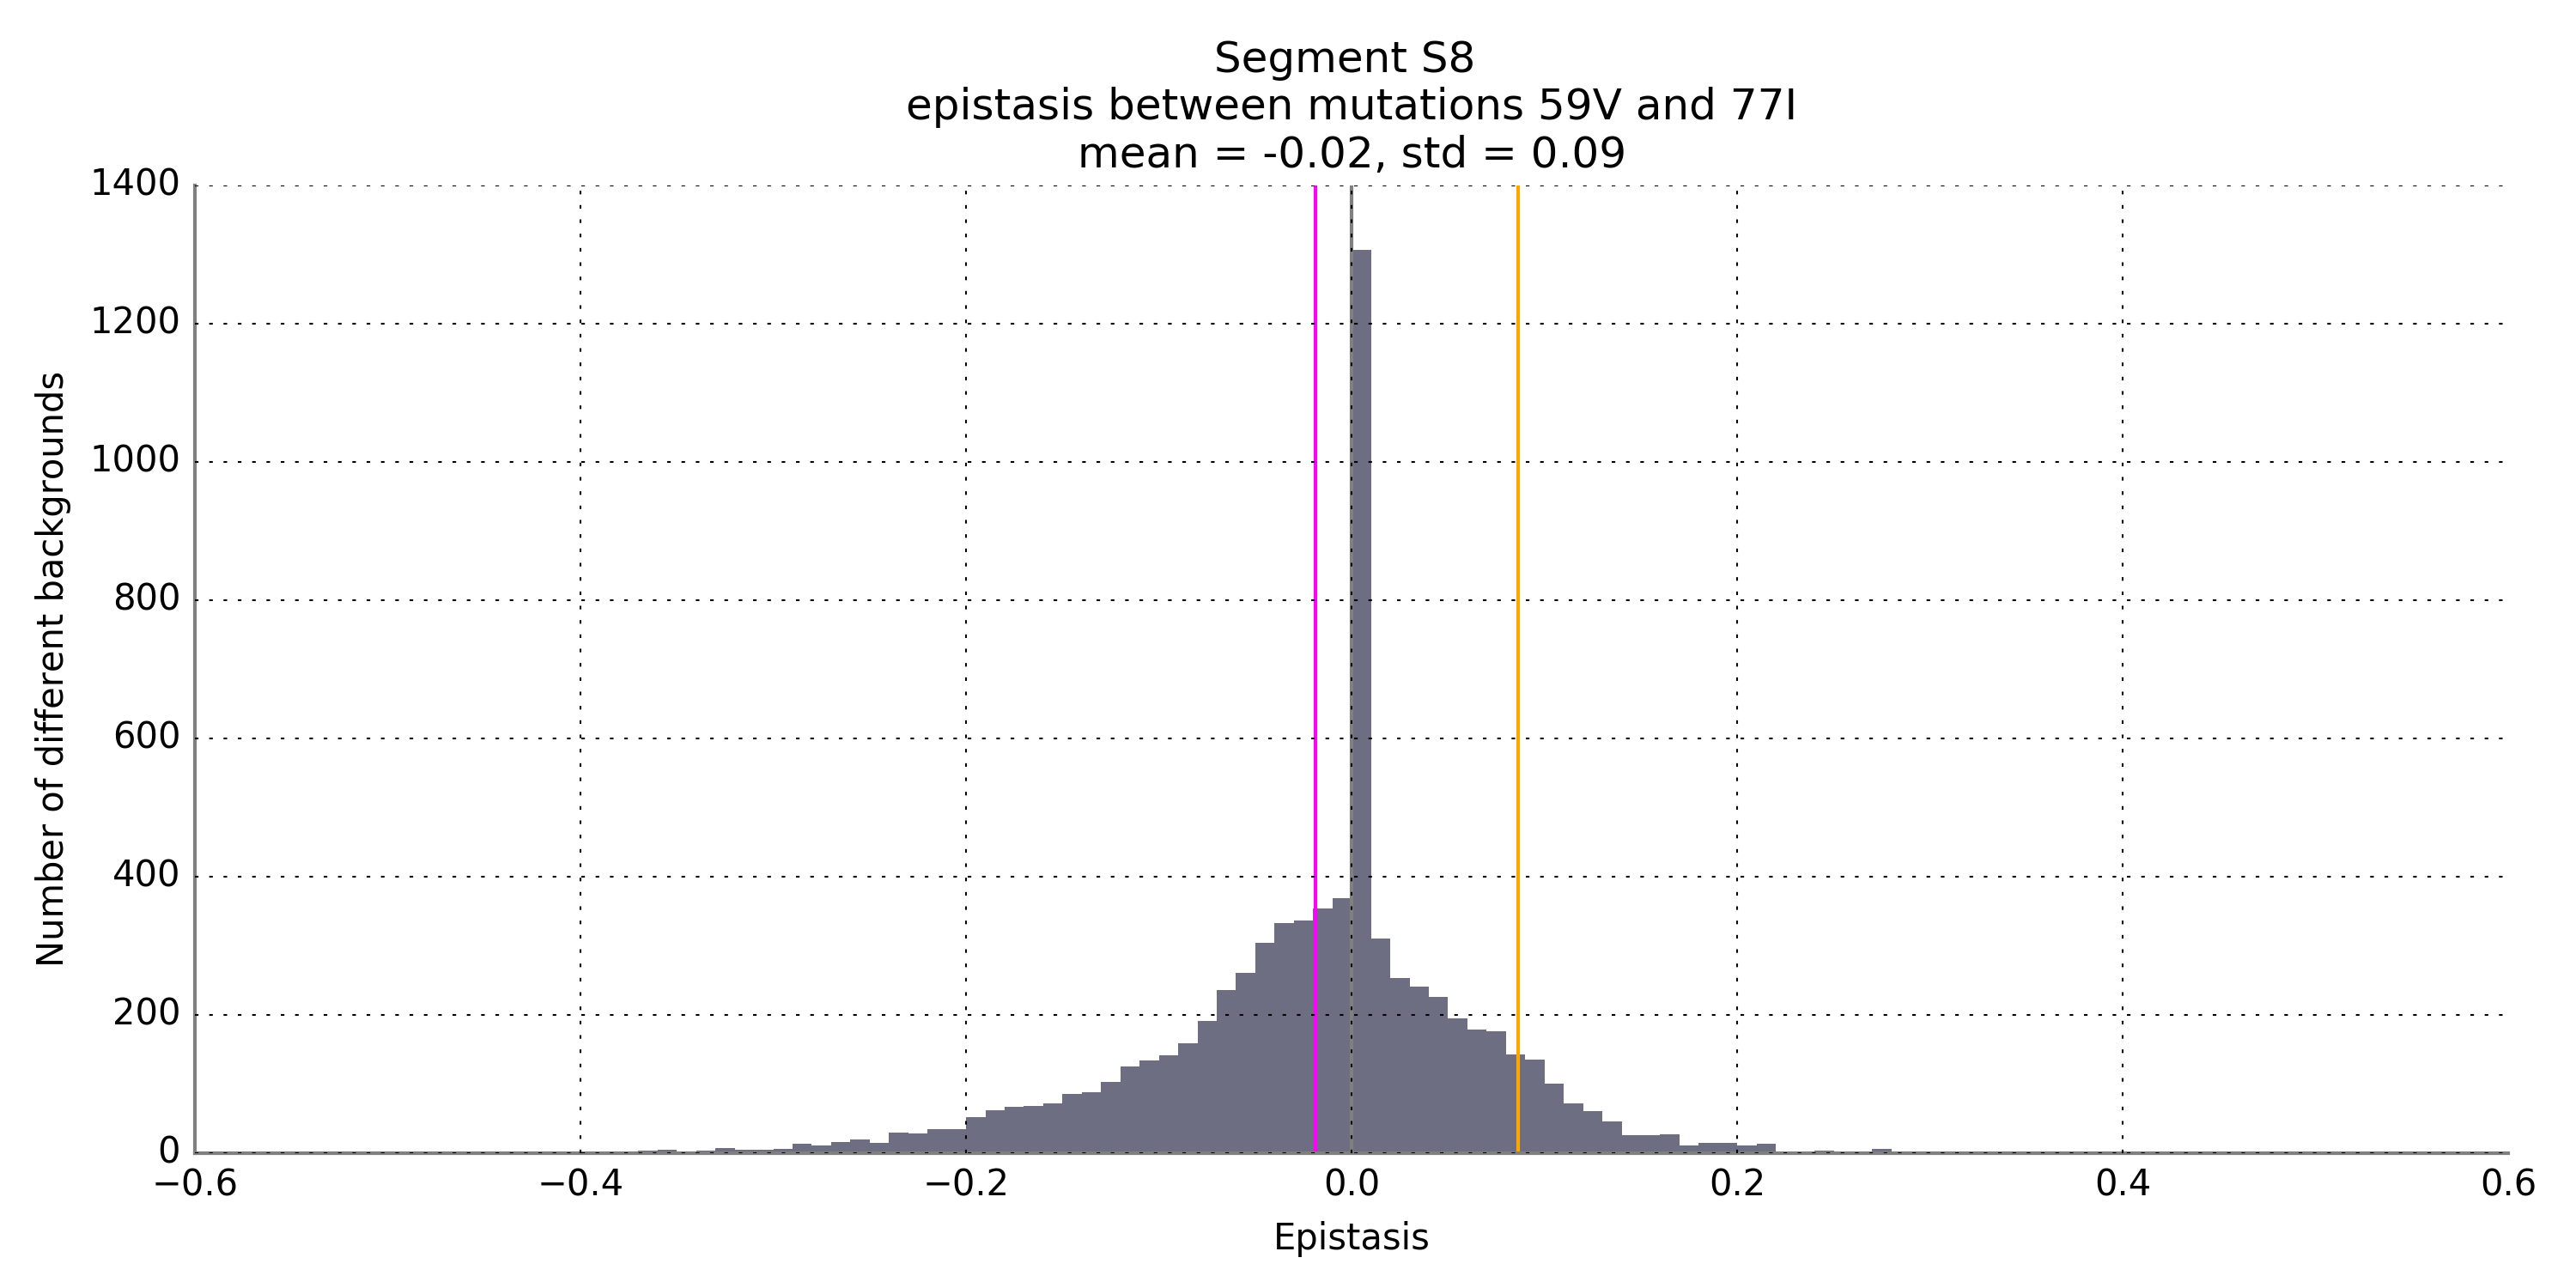 Segment S8
epistasis between mutations 59V and 77I
mean = -0.02, std = 0.09
1400
1200
1000
800
600
400
200
0
Number of different backgrounds
−0.6 −0.4 −0.2 0.0 0.2 0.4 0.6
Epistasis